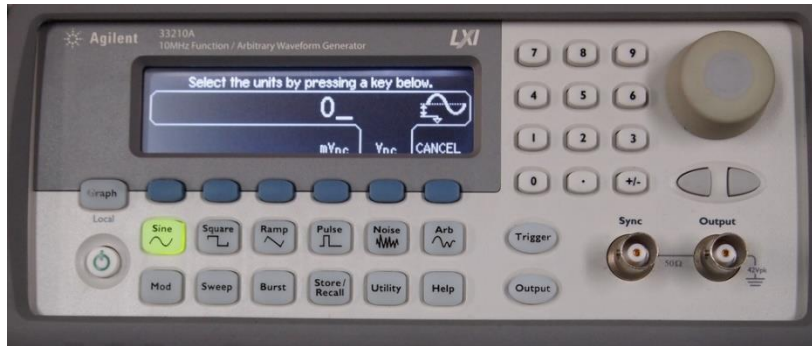 Agilent
33210A
10MHz Function / Arbitrary Waveform Generator
LXI
Select the units by pressing a key below.
0_
mVDC VDC CANCEL
7 8 9
4 5 6
1 2 3
0 . +/-
Graph
Local
Sine Square Ramp Pulse Noise Arb
Mod Sweep Burst Store/ Recall Utility Help
Trigger
Output
Sync Output
50Ω
42Vpk